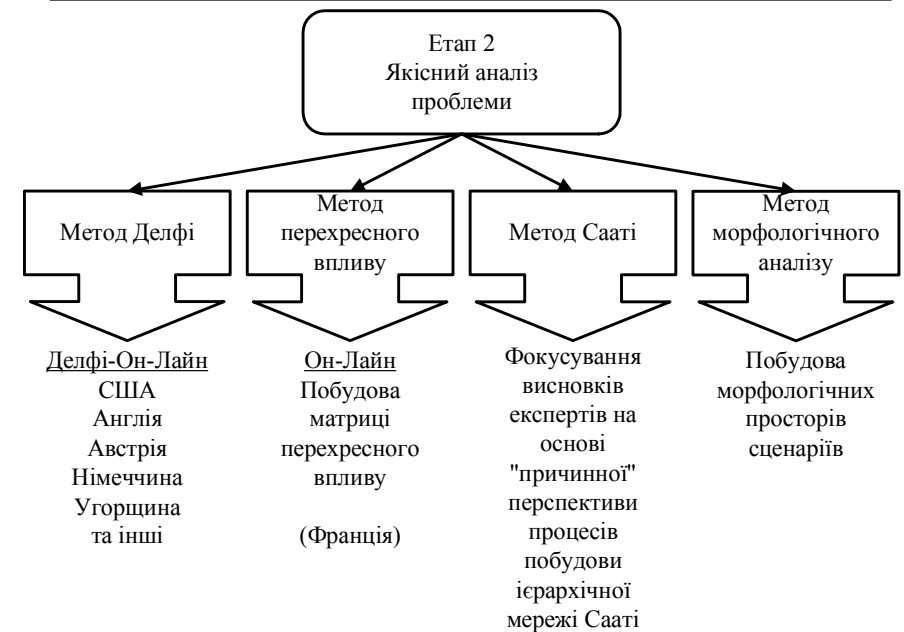 Етап 2
Якісний аналіз
проблеми
Метод Делфі
Метод
перехресного
впливу
Метод Сааті
Метод
морфологічного
аналізу
Делфі-Он-Лайн
США
Англія
Австрія
Німеччина
Угорщина
та інші
Он-Лайн
Побудова
матриці
перехресного
впливу
(Франція)
Фокусування
висновків
експертів на
основі
"причинної"
перспективи
процесів
побудови
ієрархічної
мережі Сааті
Побудова
морфологічних
просторів
сценаріїв